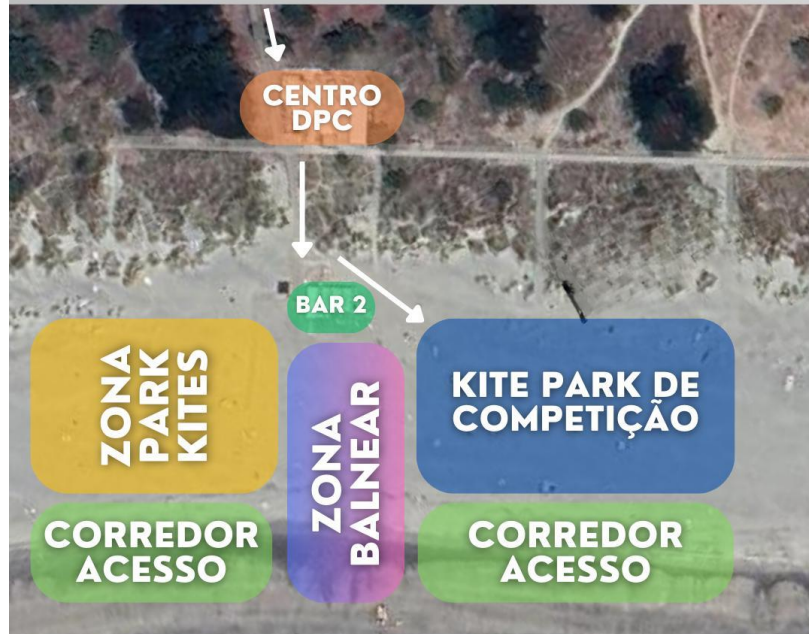 CENTRO
DPC
BAR 2
ZONA
PARK
KITES
ZONA
BALNEAR
KITE PARK DE
COMPETIÇÃO
CORREDOR
ACESSO
CORREDOR
ACESSO